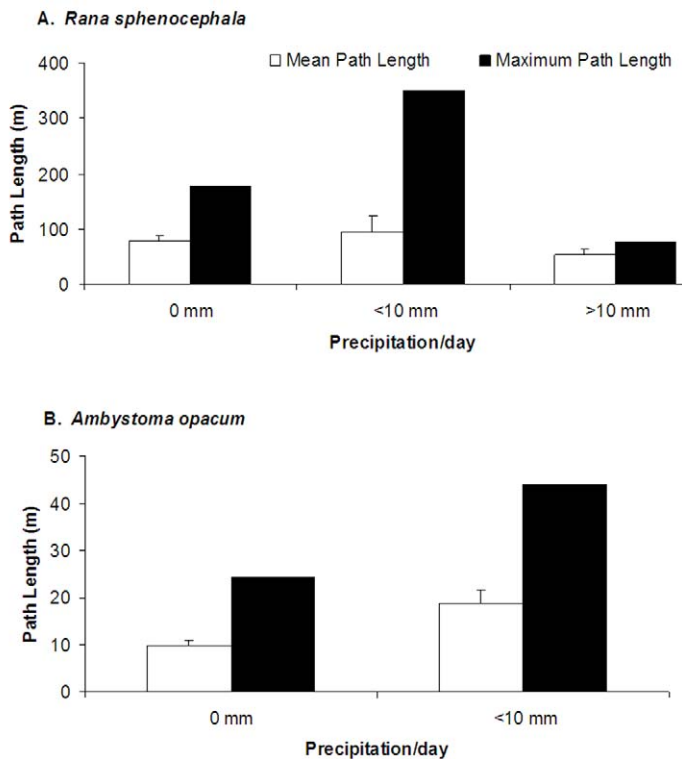 A. Rana sphenocephala
Mean Path Length Maximum Path Length
400
300
200
100
0
Path Length (m)
0 mm <10 mm >10 mm
Precipitation/day
B. Ambystoma opacum
50
40
30
20
10
0
Path Length (m)
0 mm <10 mm
Precipitation/day